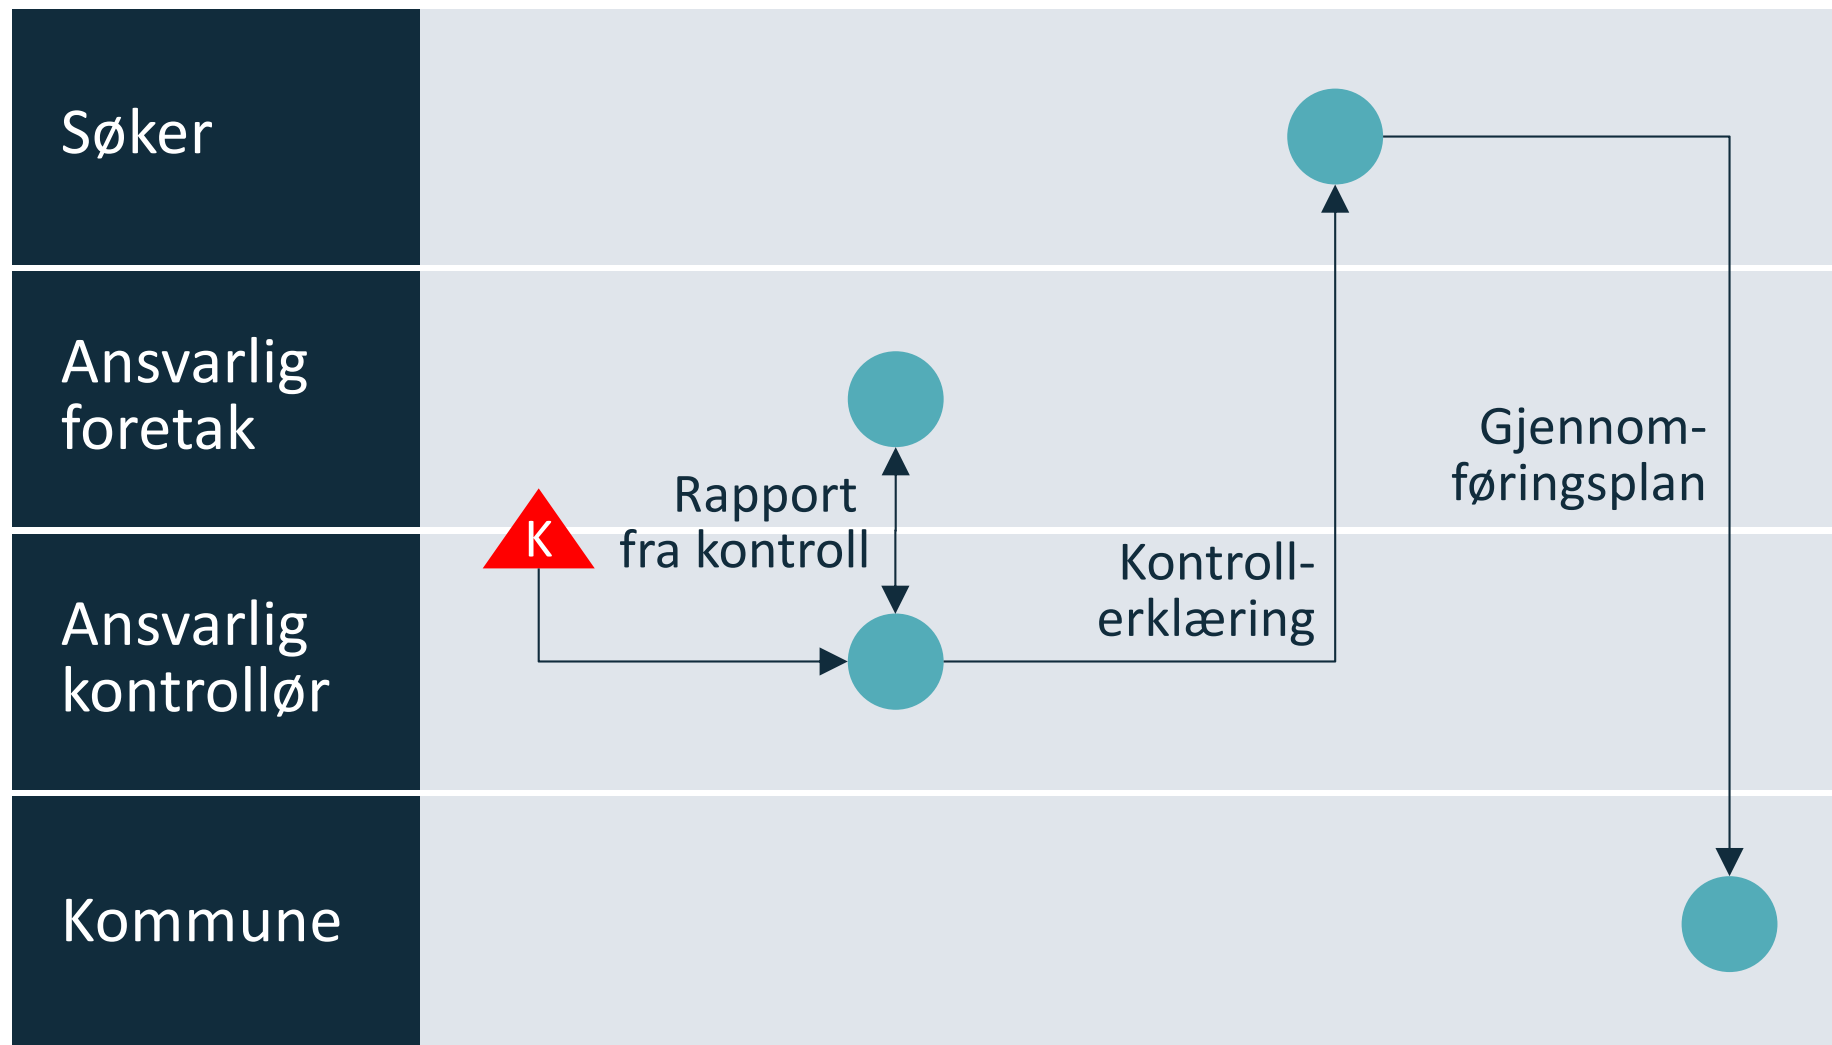 Søker
Ansvarlig
foretak
Gjennom-
føringsplan
Rapport
fra kontroll
K
Kontroll-
erklæring
Ansvarlig
kontrollør
Kommune